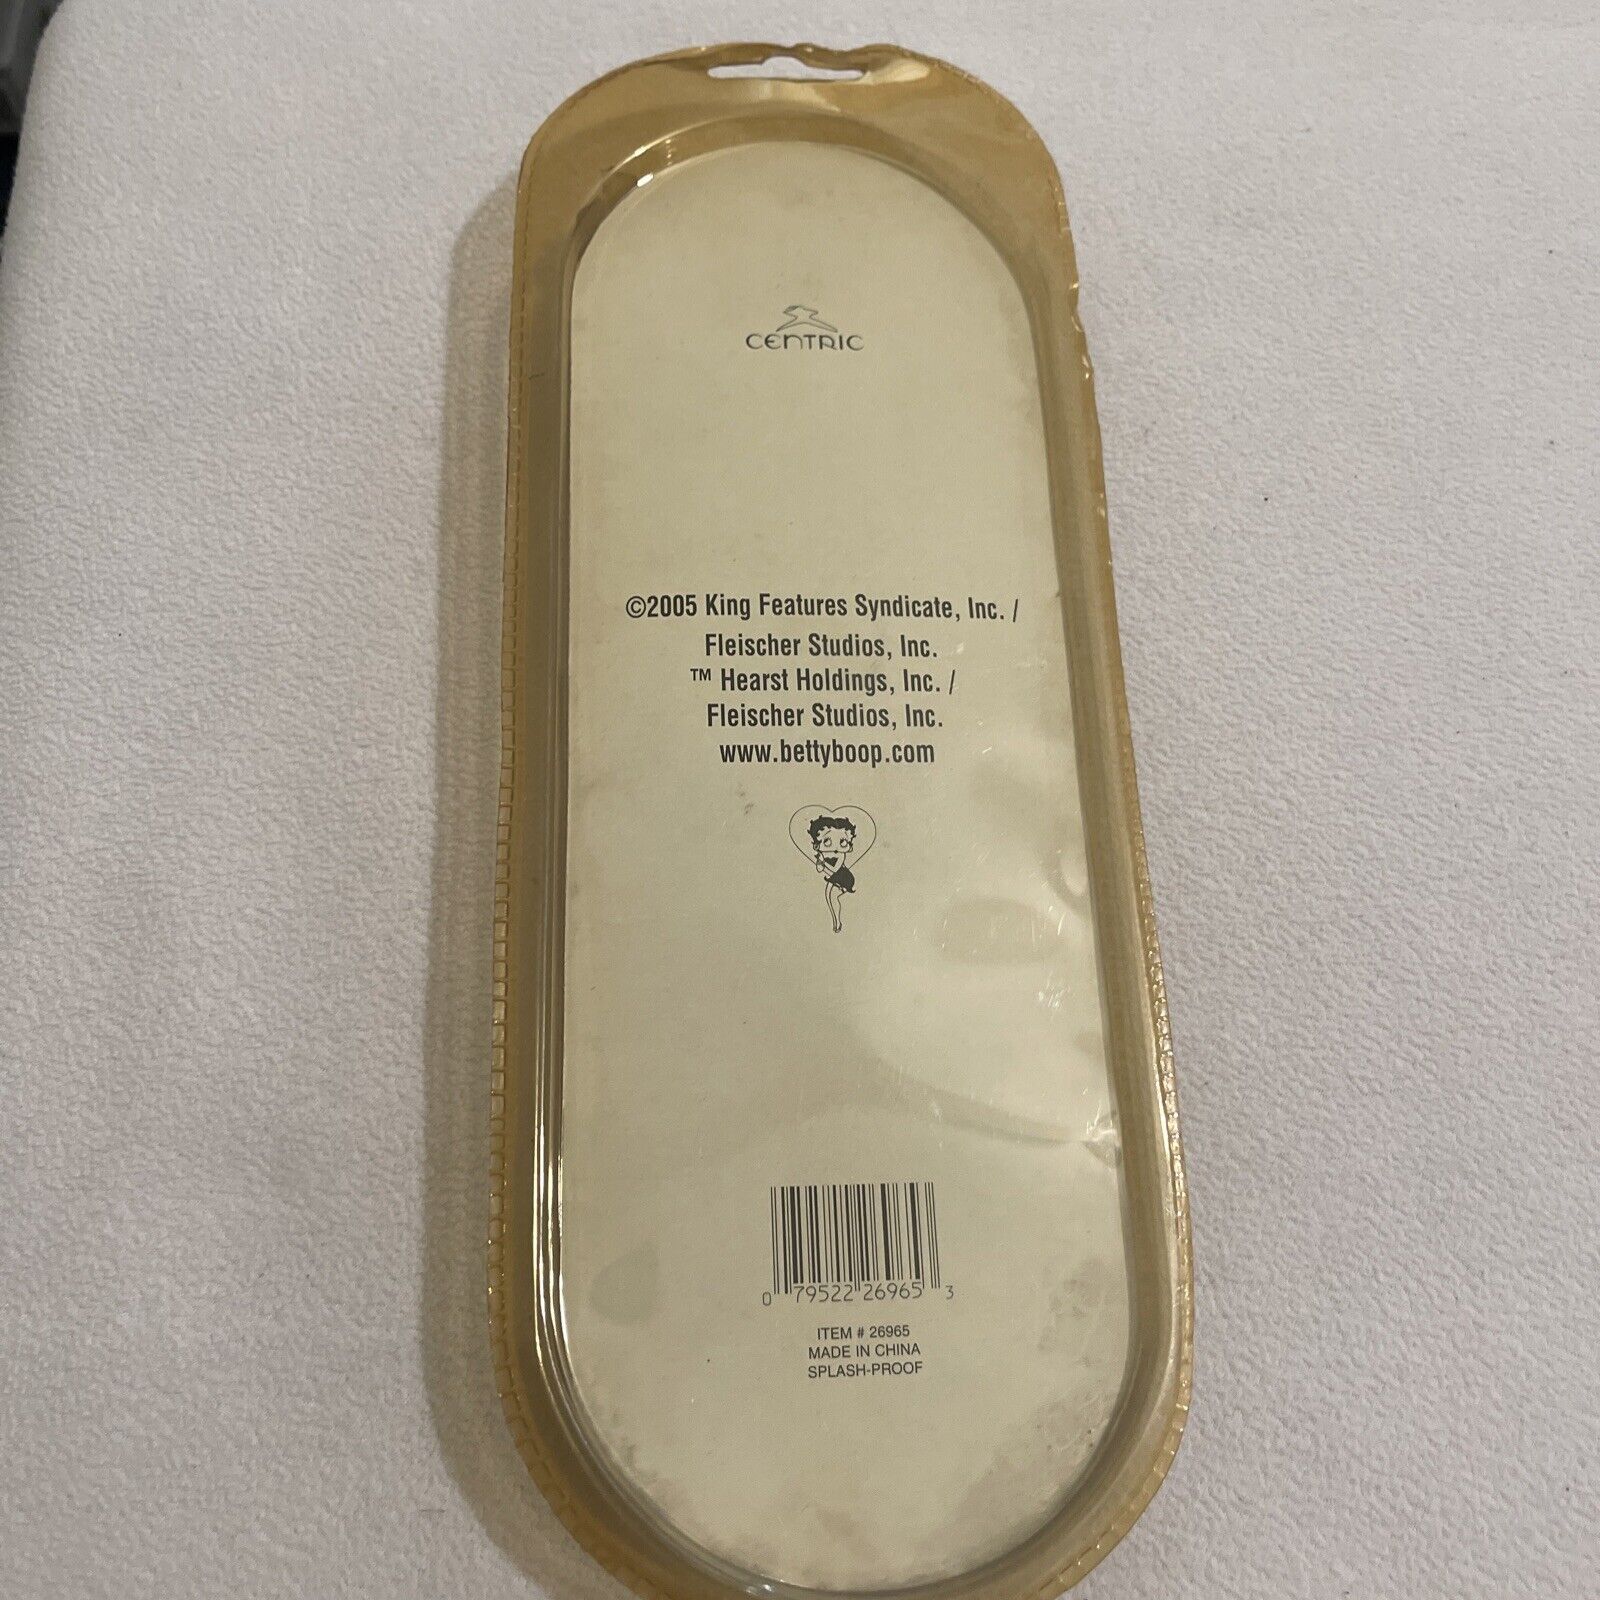 CENTRIC
©2005 King Features Syndicate, Inc. /
Fleischer Studios, Inc.
™ Hearst Holdings, Inc. /
Fleischer Studios, Inc.
www.bettyboop.com
0 79522 26965 3
ITEM # 26965
MADE IN CHINA
SPLASH-PROOF